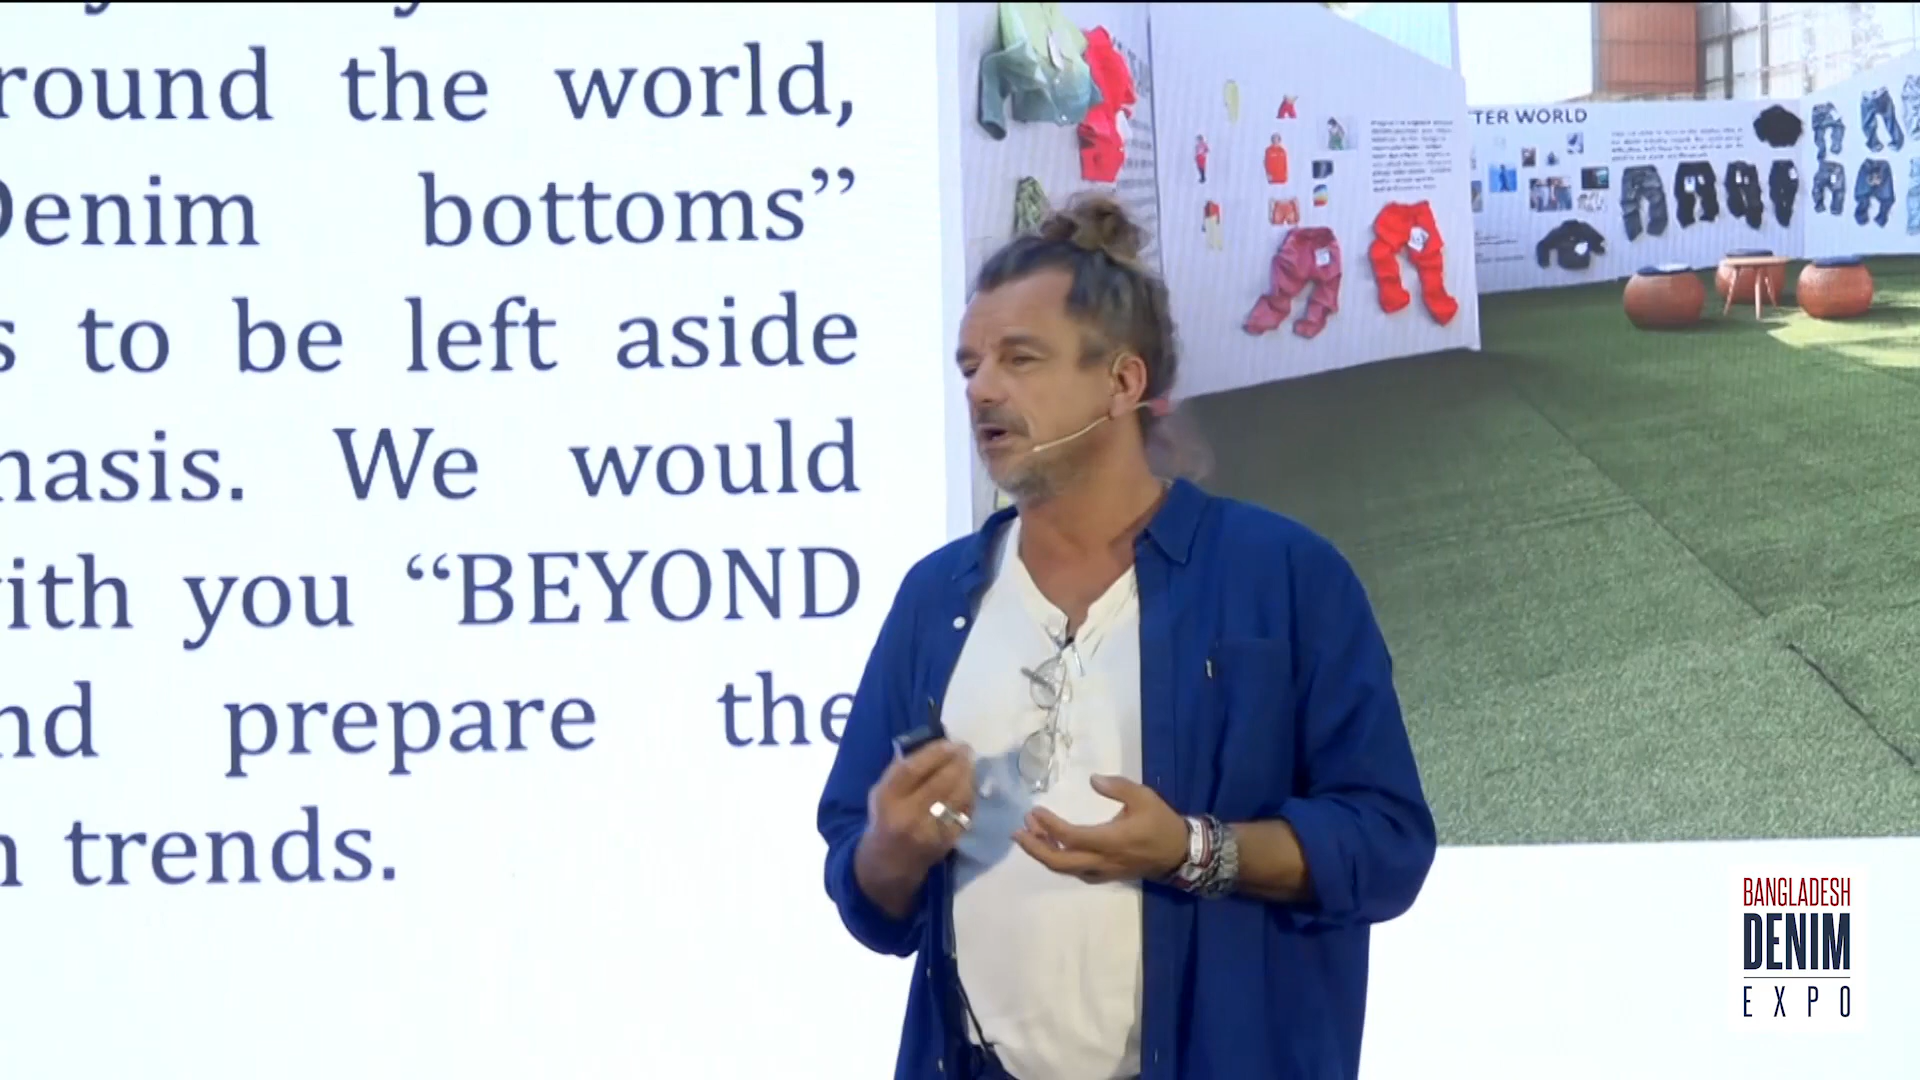 round the world,
Denim bottoms”
s to be left aside
nasis. We would
ith you “BEYOND
nd prepare the
n trends.
TER WORLD
BANGLADESH
DENIM
EXPO